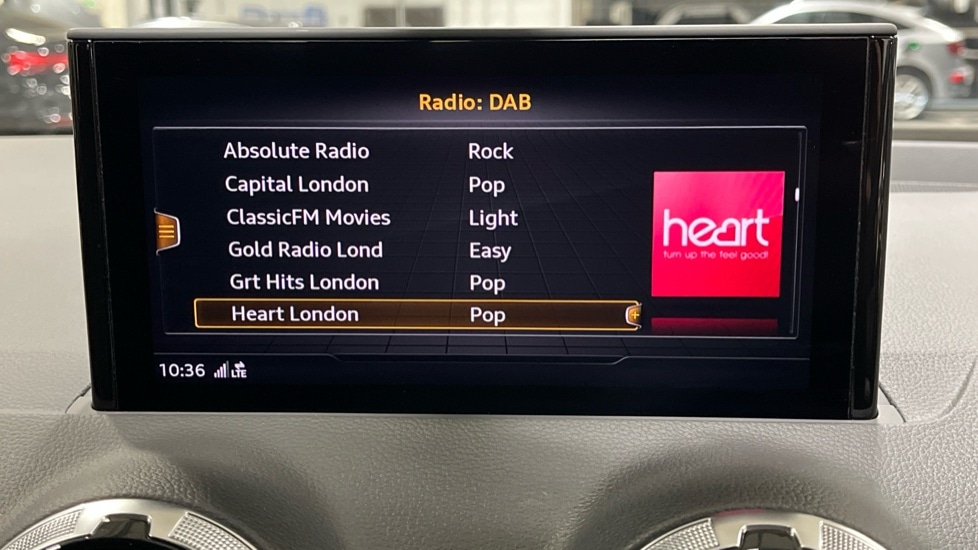 Radio: DAB
Absolute Radio Rock
Capital London Pop
ClassicFM Movies Light
Gold Radio Lond Easy
Grt Hits London Pop
Heart London Pop
heart
turn up the feel good!
10:36 LTE